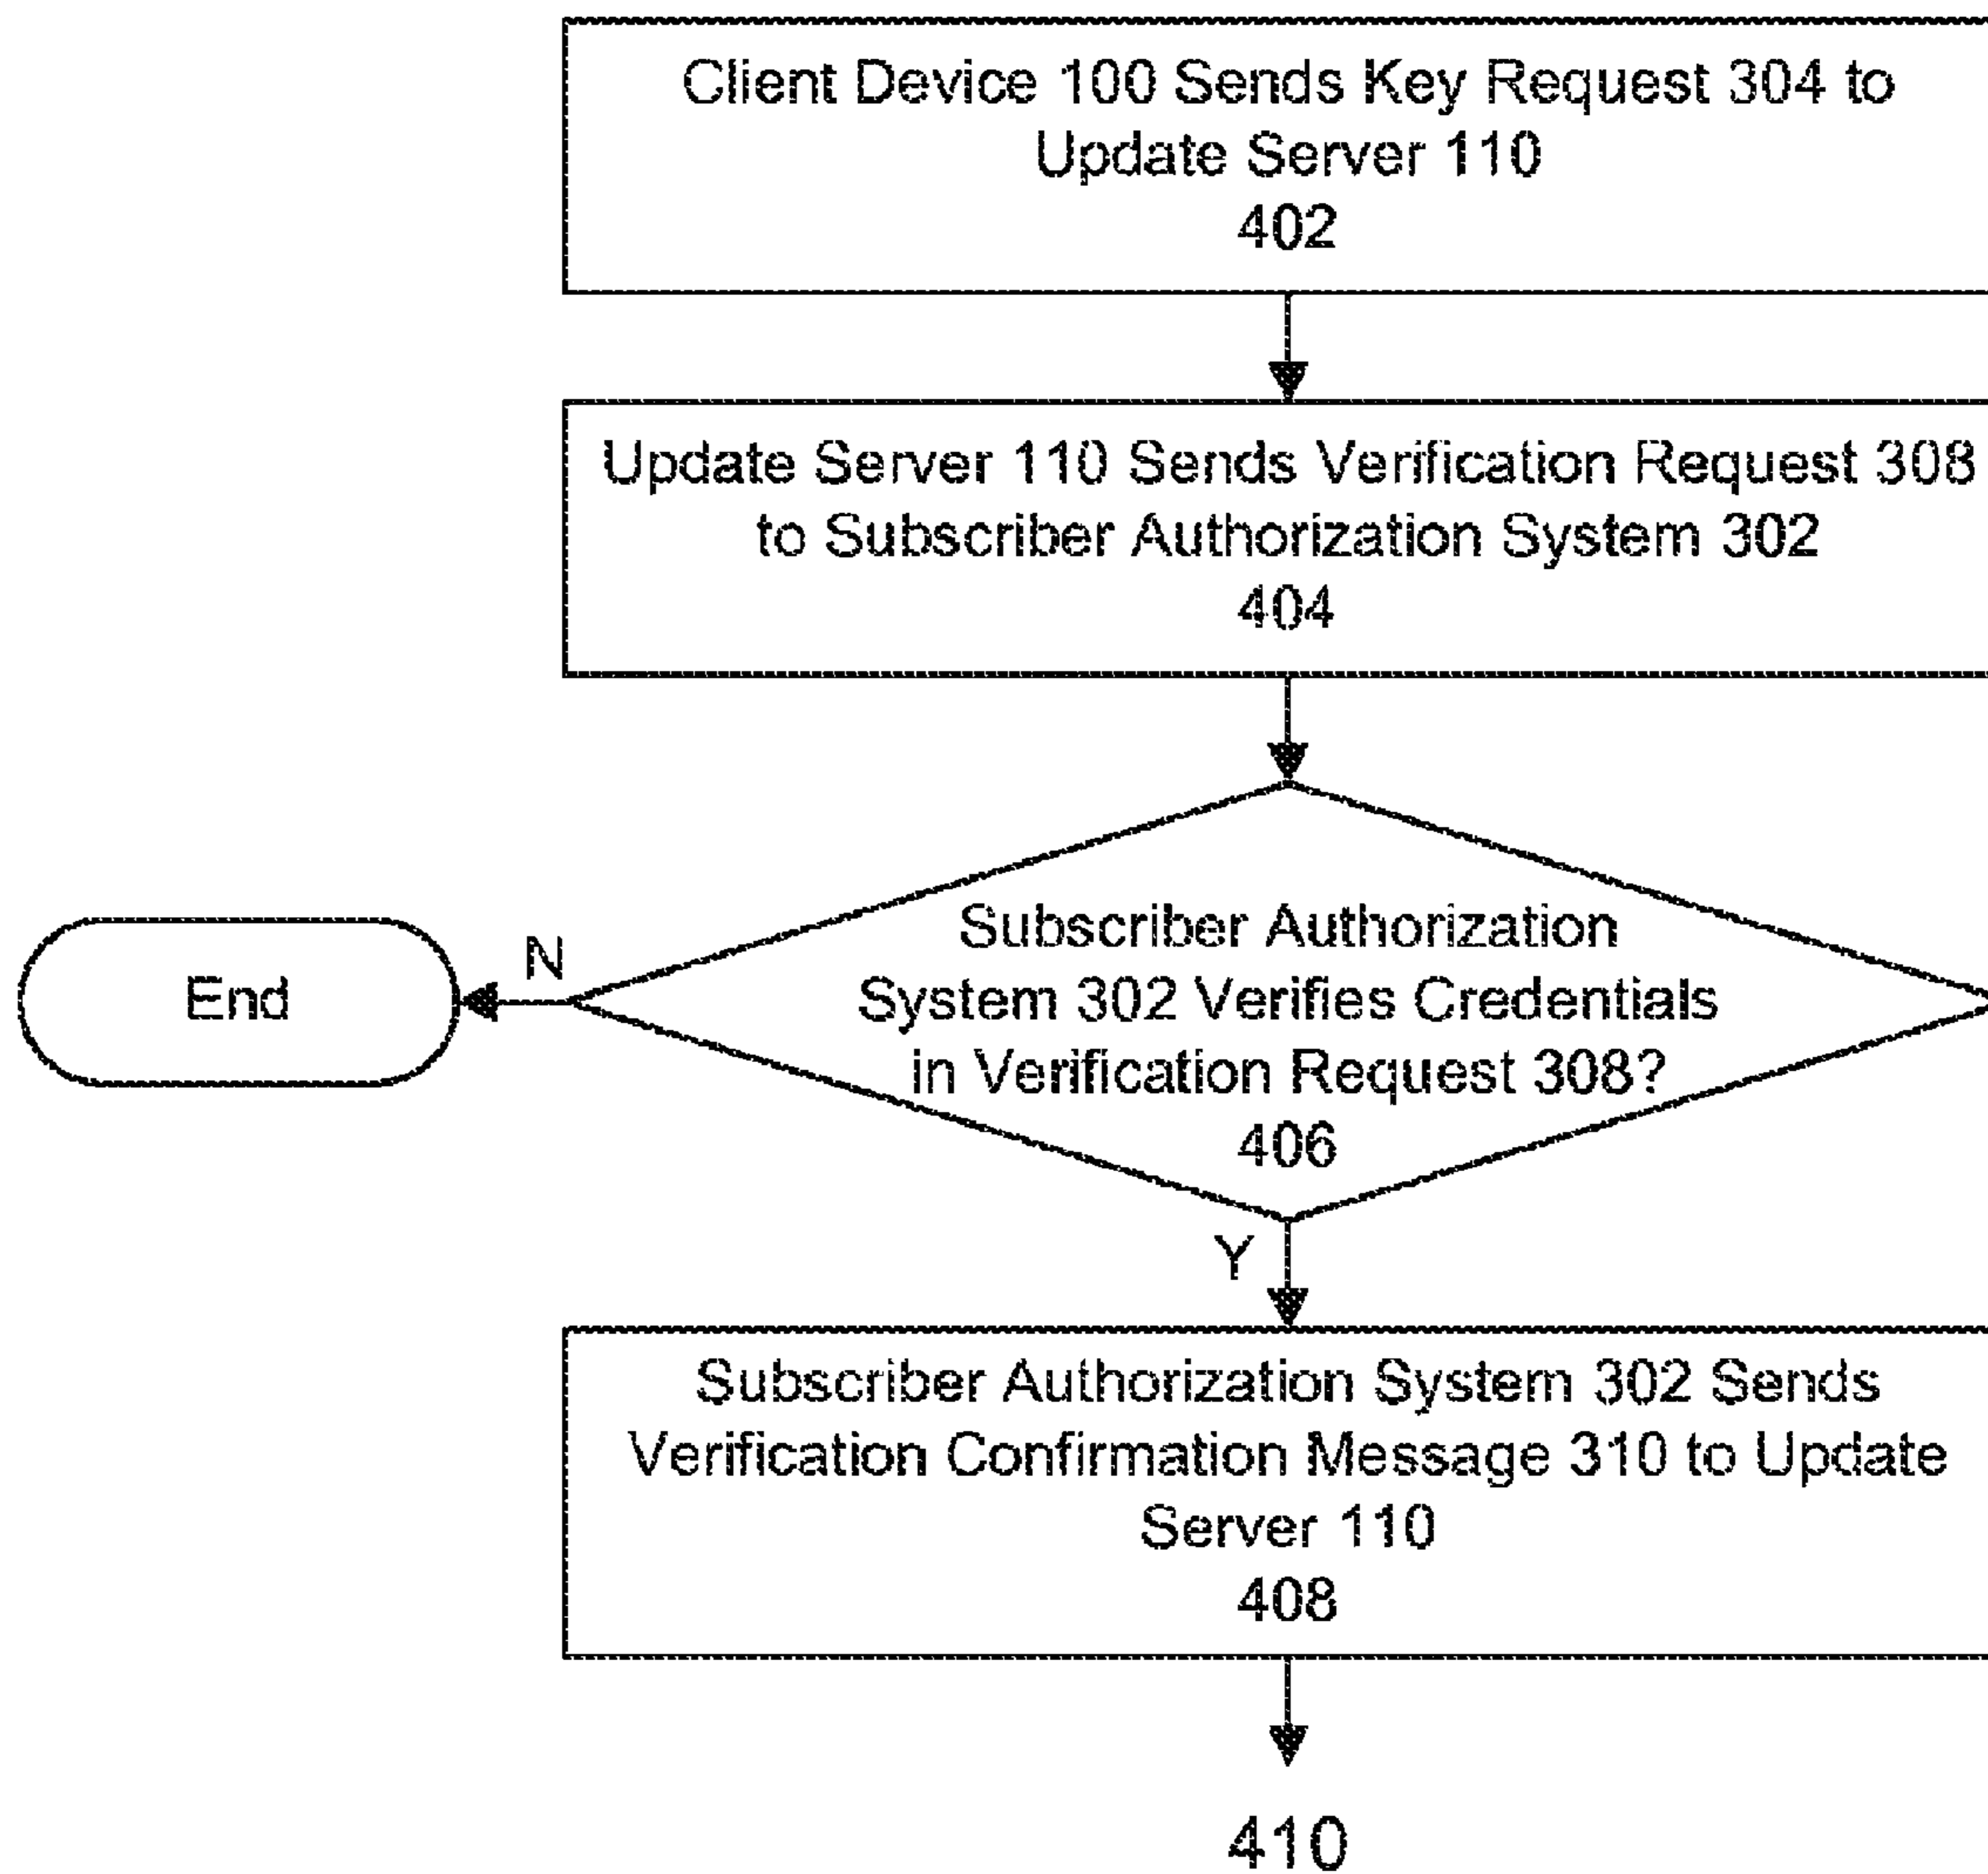 Client Device 100 Sends Key Request 304 to
Update Server 110
402
Update Server 110 Sends Verification Request 308
to Subscriber Authorization System 302
404
Subscriber Authorization
System 302 Verifies Credentials
in Verification Request 308?
406
N
End
Y
Subscriber Authorization System 302 Sends
Verification Confirmation Message 310 to Update
Server 110
408
410